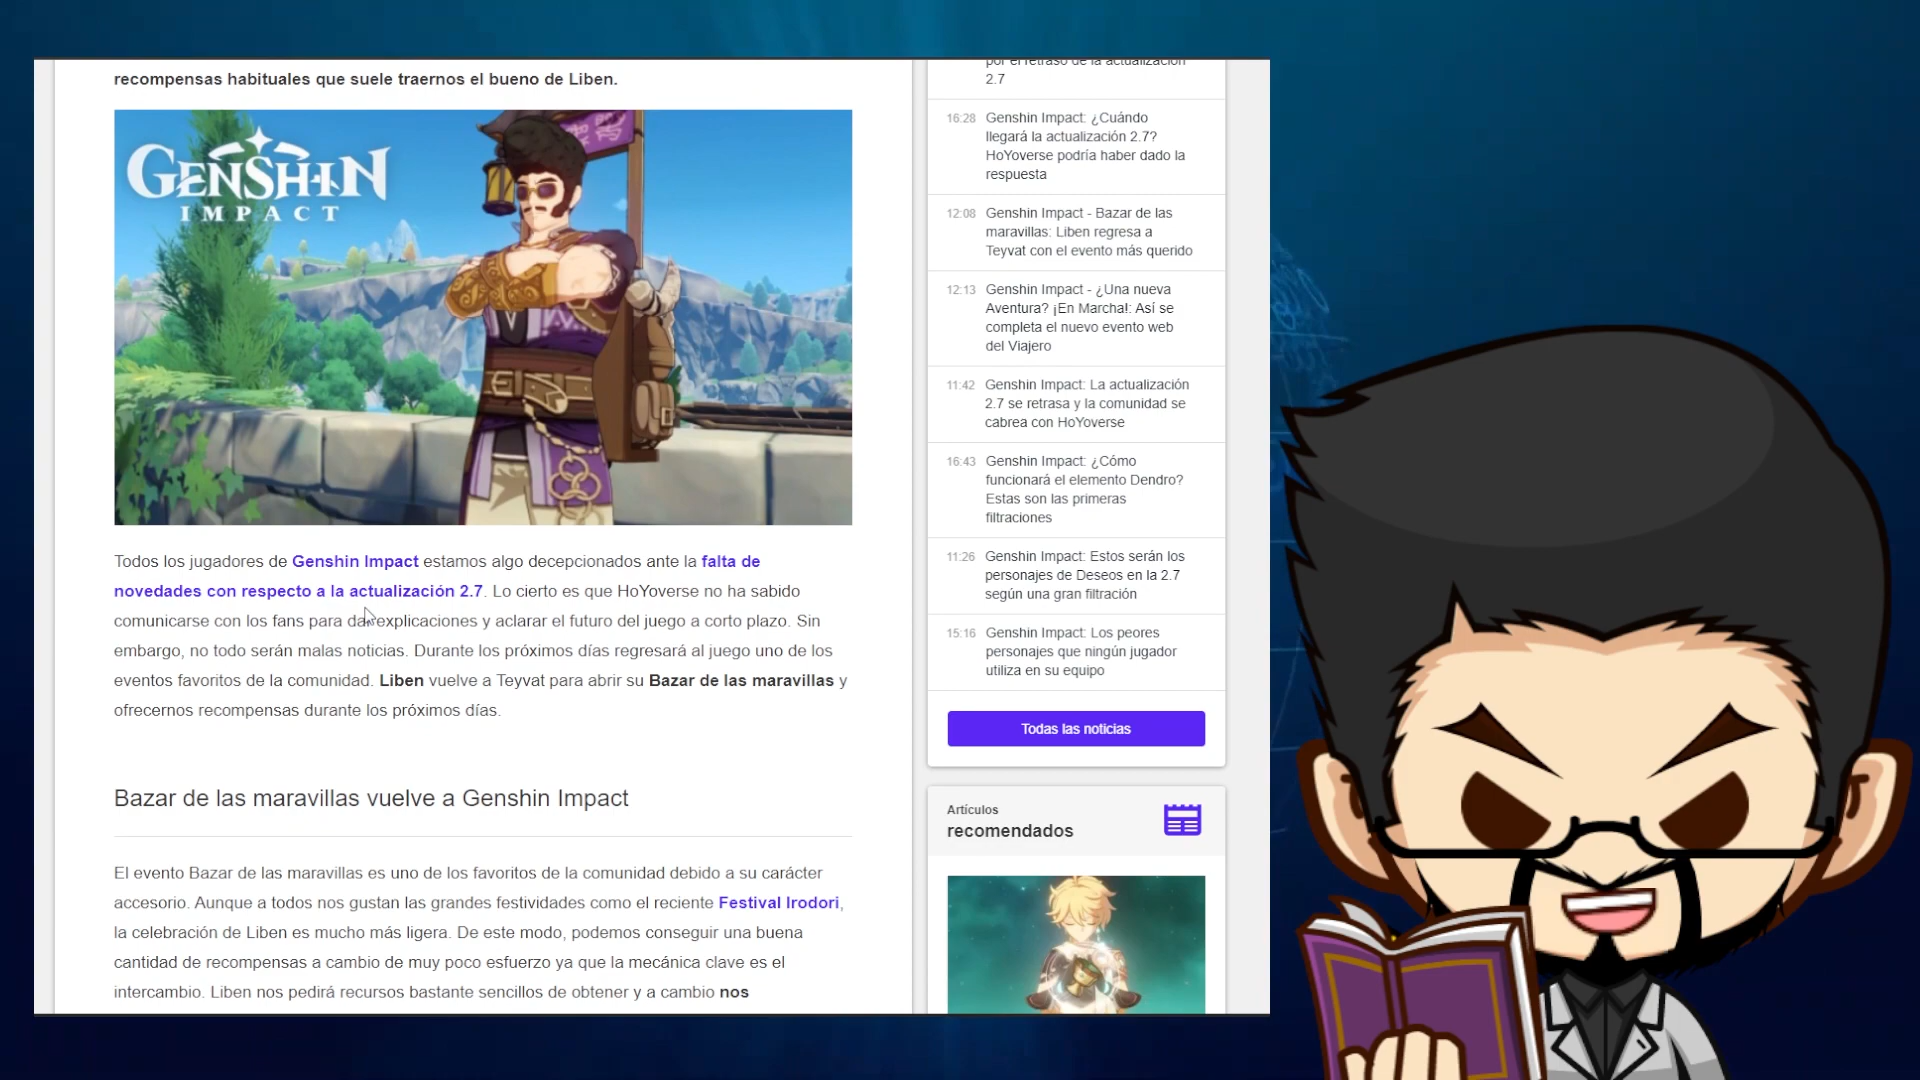 recompensas habituales que suele traernos el bueno de Liben.
GENSHIN
IMPACT
Todos los jugadores de Genshin Impact estamos algo decepcionados ante la falta de
novedades con respecto a la actualización 2.7. Lo cierto es que HoYoverse no ha sabido
comunicarse con los fans para dar explicaciones y aclarar el futuro del juego a corto plazo. Sin
embargo, no todo serán malas noticias. Durante los próximos días regresará al juego uno de los
eventos favoritos de la comunidad. Liben vuelve a Teyvat para abrir su Bazar de las maravillas y
ofrecernos recompensas durante los próximos días.
Bazar de las maravillas vuelve a Genshin Impact
El evento Bazar de las maravillas es uno de los favoritos de la comunidad debido a su carácter
accesorio. Aunque a todos nos gustan las grandes festividades como el reciente Festival Irodori,
la celebración de Liben es mucho más ligera. De este modo, podemos conseguir una buena
cantidad de recompensas a cambio de muy poco esfuerzo ya que la mecánica clave es el
intercambio. Liben nos pedirá recursos bastante sencillos de obtener y a cambio nos
por el retraso de la actualización
2.7
16:28 Genshin Impact: ¿Cuándo
llegará la actualización 2.7?
HoYoverse podría haber dado la
respuesta
12:08 Genshin Impact - Bazar de las
maravillas: Liben regresa a
Teyvat con el evento más querido
12:13 Genshin Impact - ¿Una nueva
Aventura? ¡En Marcha!: Así se
completa el nuevo evento web
del Viajero
11:42 Genshin Impact: La actualización
2.7 se retrasa y la comunidad se
cabrea con HoYoverse
16:43 Genshin Impact: ¿Cómo
funcionará el elemento Dendro?
Estas son las primeras
filtraciones
11:26 Genshin Impact: Estos serán los
personajes de Deseos en la 2.7
según una gran filtración
15:16 Genshin Impact: Los peores
personajes que ningún jugador
utiliza en su equipo
Todas las noticias
Artículos
recomendados